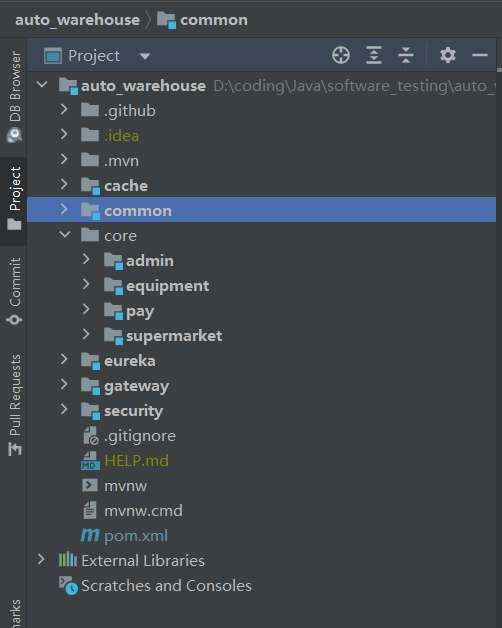 auto_warehouse common
Project
auto_warehouse D:\coding\Java\software_testing\auto_
.github
.idea
.mvn
cache
common
core
admin
equipment
pay
supermarket
eureka
gateway
security
.gitignore
MD HELP.md
mvnw
mvnw.cmd
m pom.xml
External Libraries
Scratches and Consoles
DB Browser
Project
Commit
Pull Requests